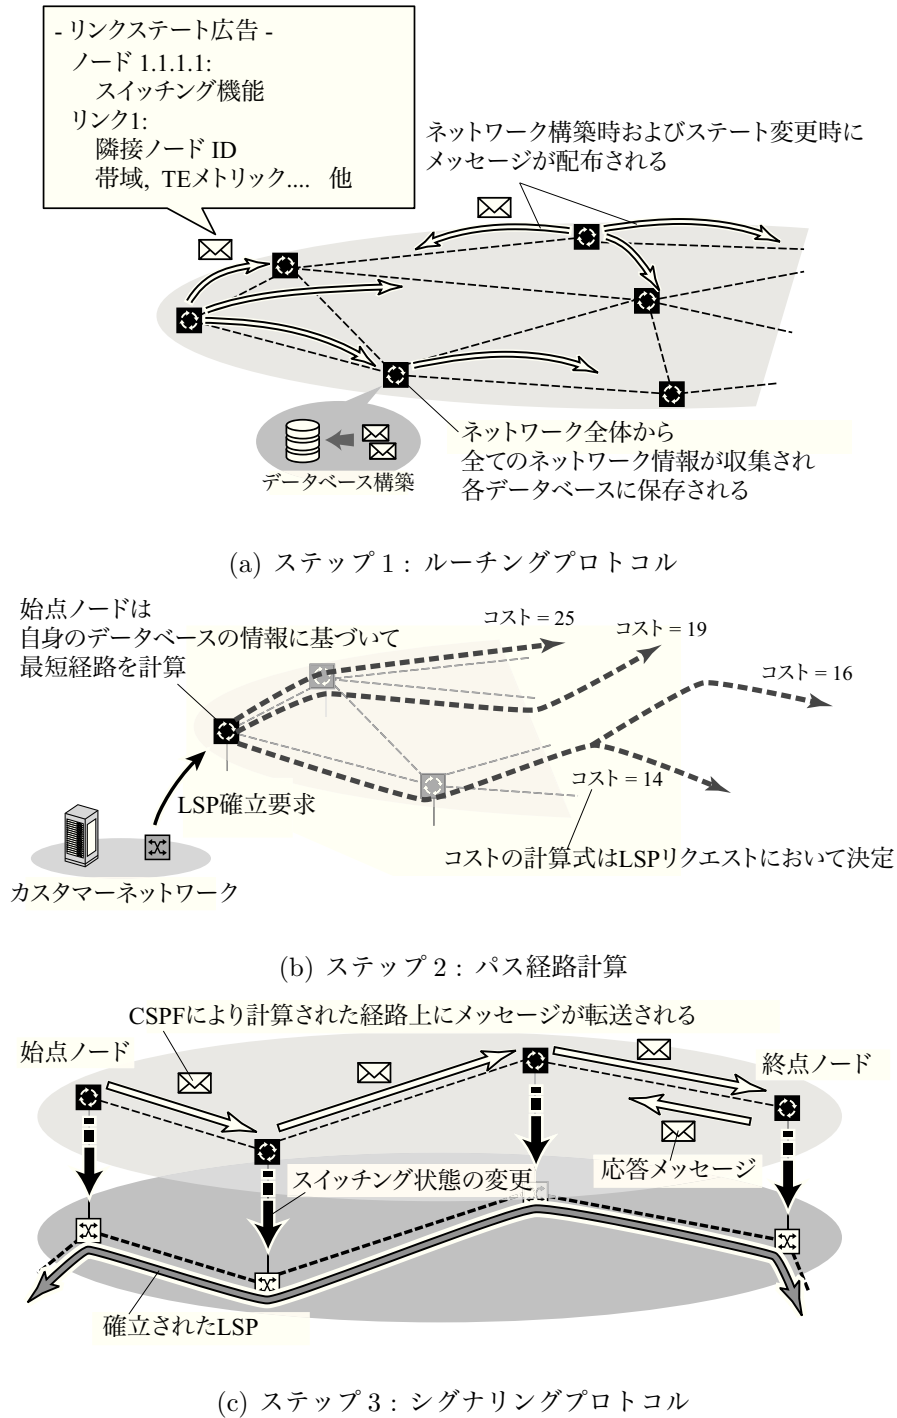 - リンクステート広告 -
ノード 1.1.1.1:
スイッチング機能
リンク1:
隣接ノード ID
帯域, TEメトリック.... 他
ネットワーク構築時およびステート変更時に
メッセージが配布される
データベース構築
ネットワーク全体から
全てのネットワーク情報が収集され
各データベースに保存される
(a) ステップ 1 : ルーチングプロトコル
始点ノードは
自身のデータベースの情報に基づいて
最短経路を計算
コスト = 25
コスト = 19
コスト = 16
コスト = 14
LSP確立要求
コストの計算式はLSPリクエストにおいて決定
カスタマーネットワーク
(b) ステップ 2 : パス経路計算
CSPFにより計算された経路上にメッセージが転送される
始点ノード
終点ノード
スイッチング状態の変更
応答メッセージ
確立されたLSP
(c) ステップ 3 : シグナリングプロトコル